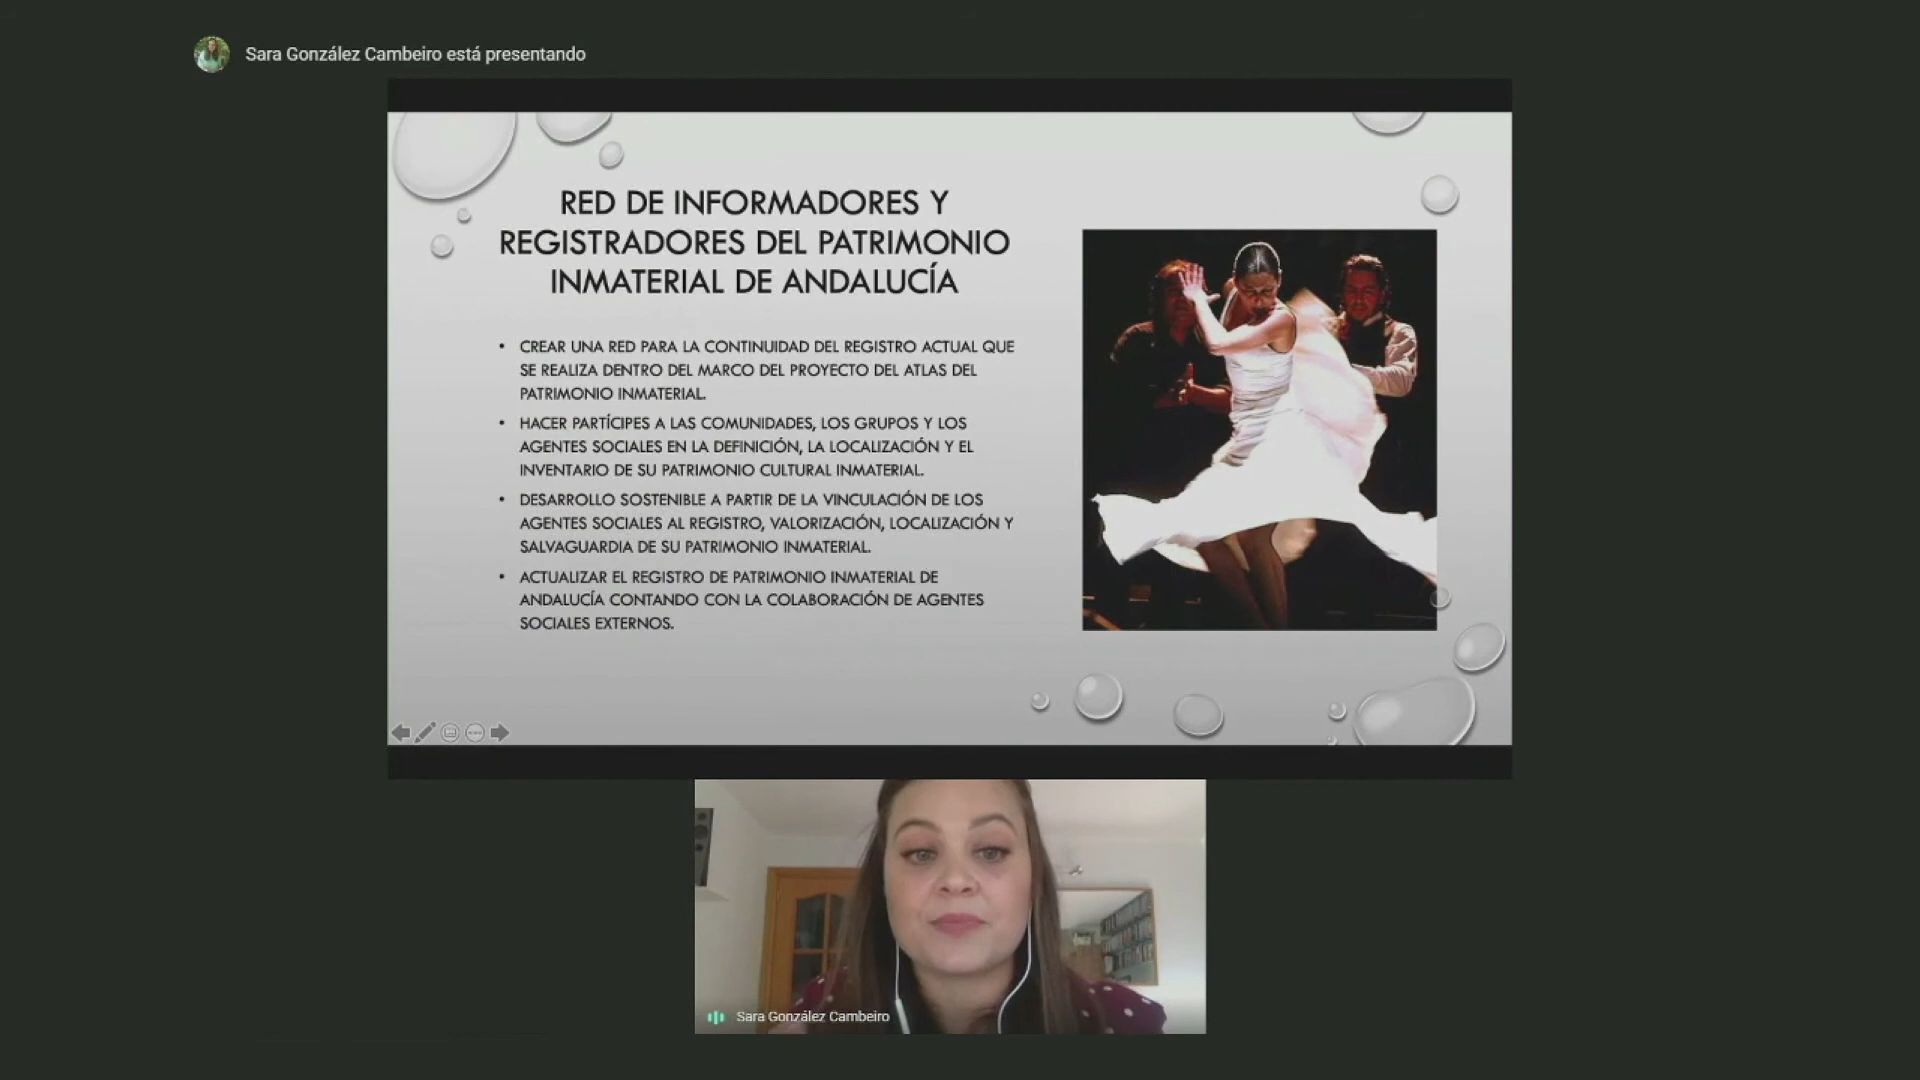 Sara González Cambeiro está presentando
RED DE INFORMADORES Y
REGISTRADORES DEL PATRIMONIO
INMATERIAL DE ANDALUCÍA
• CREAR UNA RED PARA LA CONTINUIDAD DEL REGISTRO ACTUAL QUE
SE REALIZA DENTRO DEL MARCO DEL PROYECTO DEL ATLAS DEL
PATRIMONIO INMATERIAL.
• HACER PARTÍCIPES A LAS COMUNIDADES, LOS GRUPOS Y LOS
AGENTES SOCIALES EN LA DEFINICIÓN, LA LOCALIZACIÓN Y EL
INVENTARIO DE SU PATRIMONIO CULTURAL INMATERIAL.
• DESARROLLO SOSTENIBLE A PARTIR DE LA VINCULACIÓN DE LOS
AGENTES SOCIALES AL REGISTRO, VALORIZACIÓN, LOCALIZACIÓN Y
SALVAGUARDIA DE SU PATRIMONIO INMATERIAL.
• ACTUALIZAR EL REGISTRO DE PATRIMONIO INMATERIAL DE
ANDALUCÍA CONTANDO CON LA COLABORACIÓN DE AGENTES
SOCIALES EXTERNOS.
Sara González Cambeiro